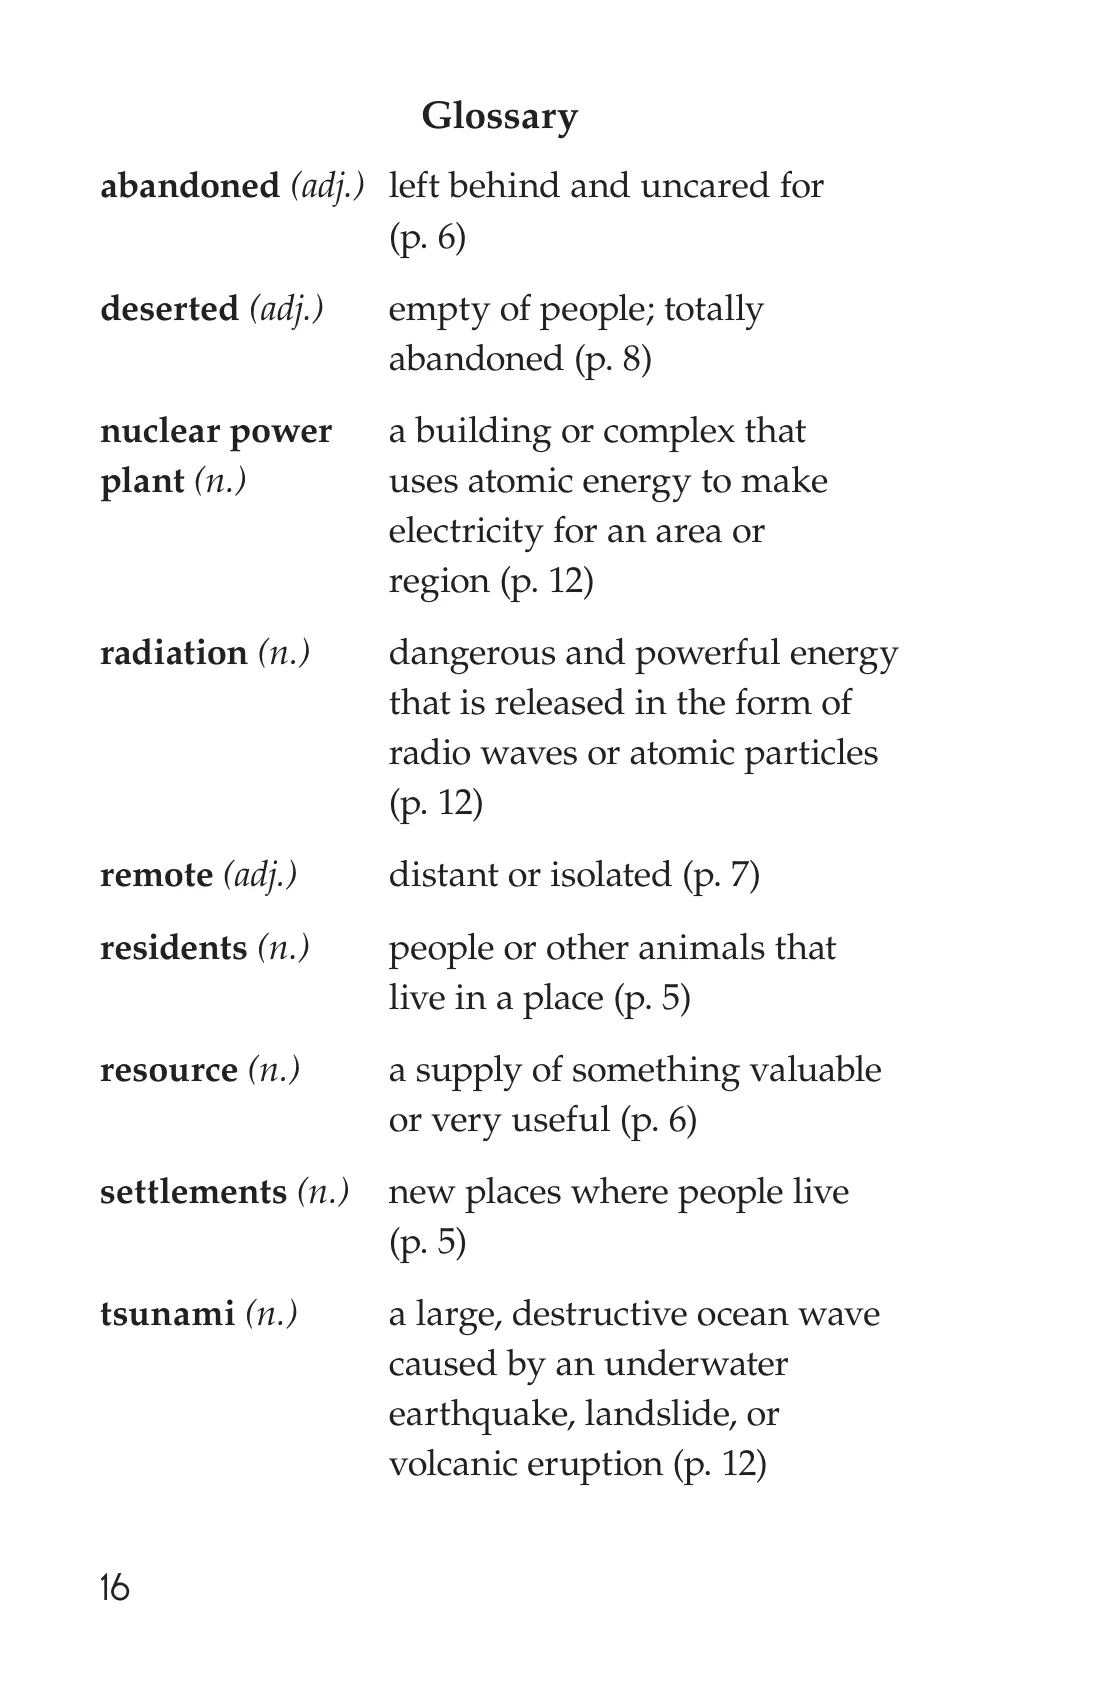 Glossary
abandoned (adj.) left behind and uncared for
(p. 6)
deserted (adj.) empty of people; totally
abandoned (p. 8)
nuclear power a building or complex that
plant (n.) uses atomic energy to make
electricity for an area or
region (p. 12)
radiation (n.) dangerous and powerful energy
that is released in the form of
radio waves or atomic particles
(p. 12)
remote (adj.) distant or isolated (p. 7)
residents (n.) people or other animals that
live in a place (p. 5)
resource (n.) a supply of something valuable
or very useful (p. 6)
settlements (n.) new places where people live
(p. 5)
tsunami (n.) a large, destructive ocean wave
caused by an underwater
earthquake, landslide, or
volcanic eruption (p. 12)
16